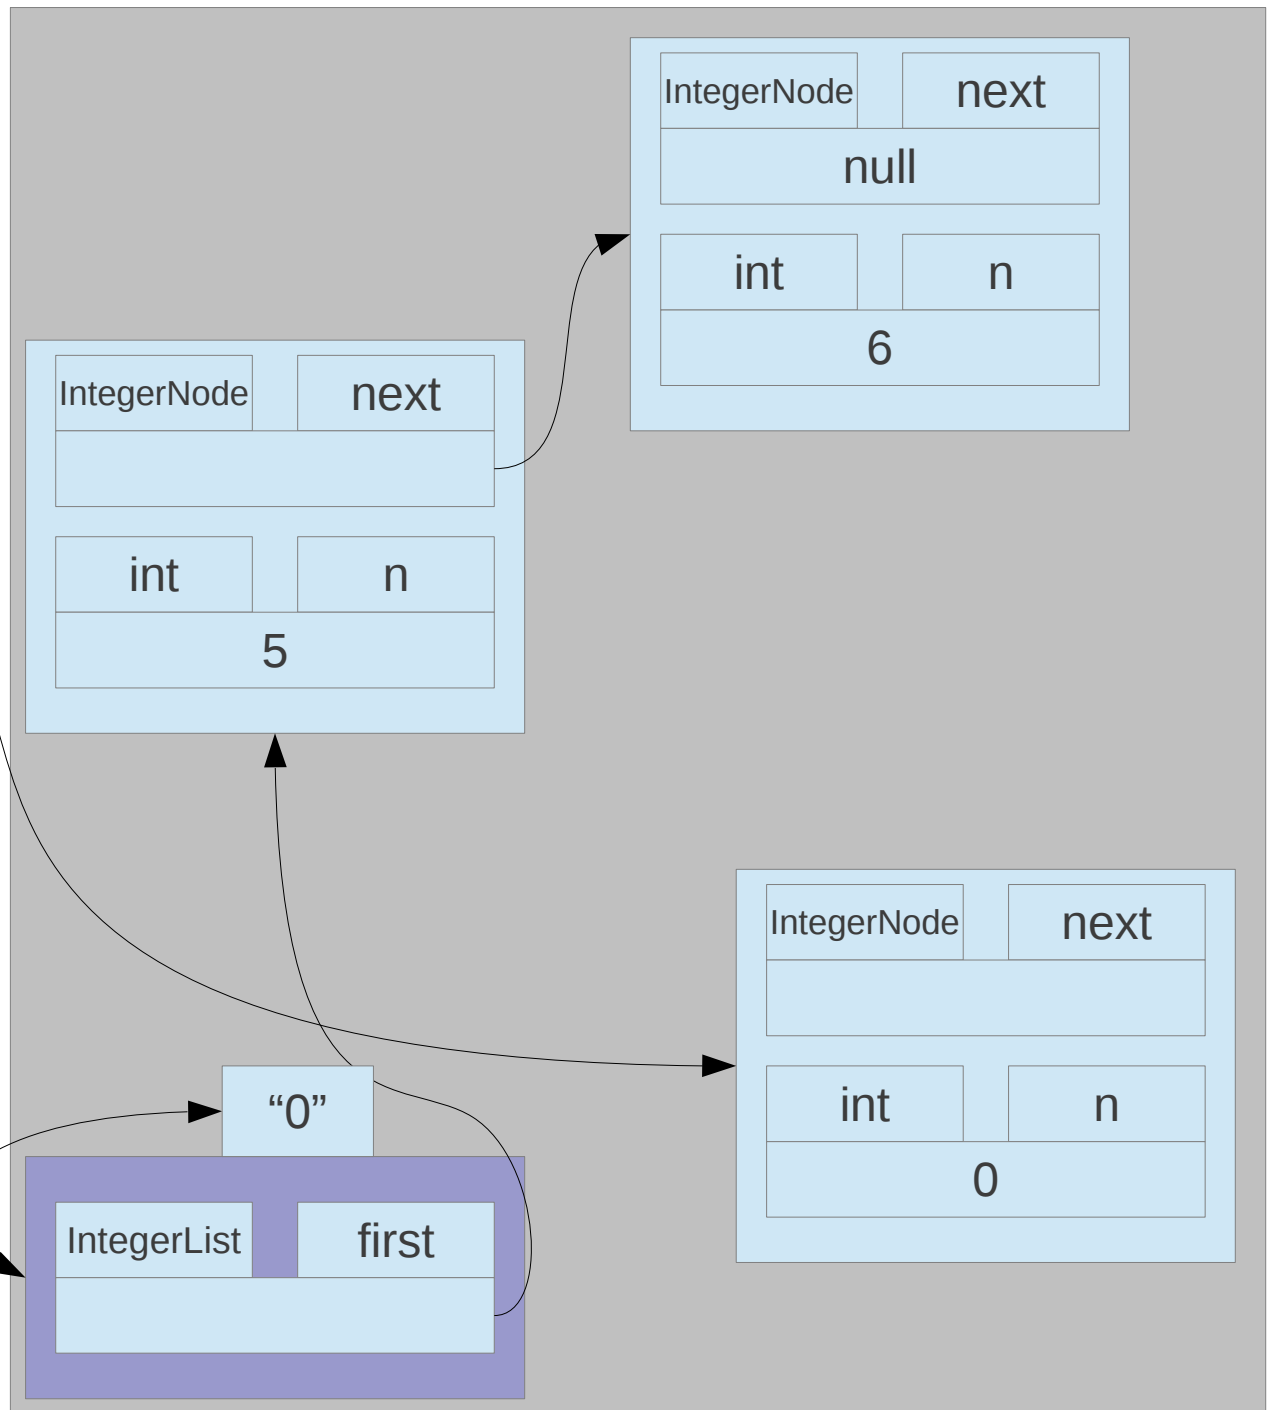 IntegerNode next
null
int n
6
IntegerNode next
int n
5
IntegerNode next
int n
0
“0”
IntegerList first